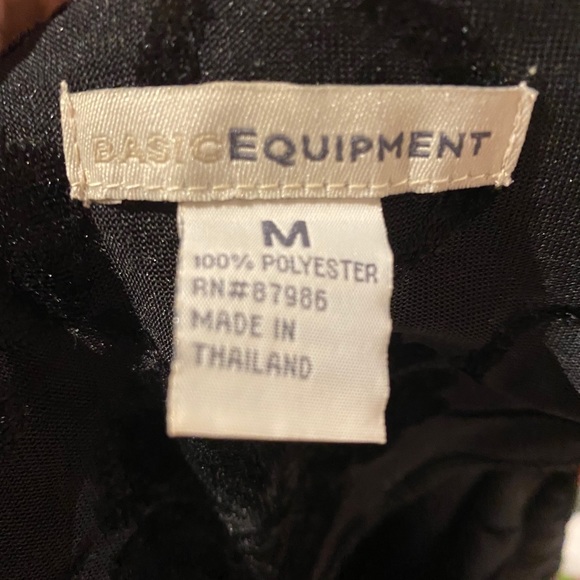 BASICEQUIPMENT
M
100% POLYESTER
RN#87986
MADE IN
THAILAND